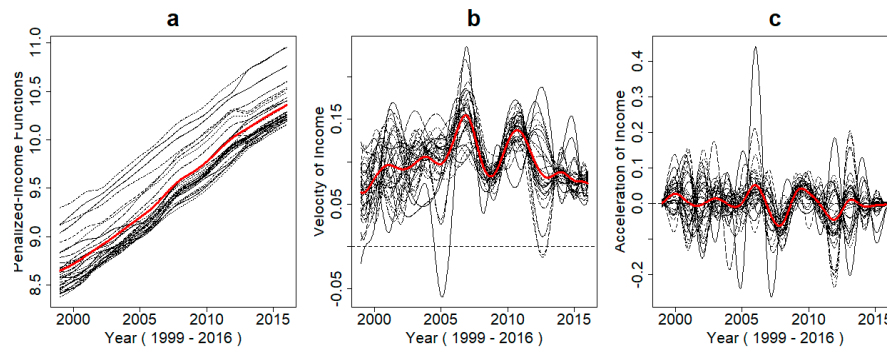 a
Penalized-Income Functions
11.0
10.5
10.0
9.5
9.0
8.5
2000 2005 2010 2015
Year ( 1999 - 2016 )
b
Velocity of Income
0.15
0.05
-0.05
2000 2005 2010 2015
Year ( 1999 - 2016 )
c
Acceleration of Income
0.4
0.3
0.2
0.1
0.0
-0.2
2000 2005 2010 2015
Year ( 1999 - 2016 )